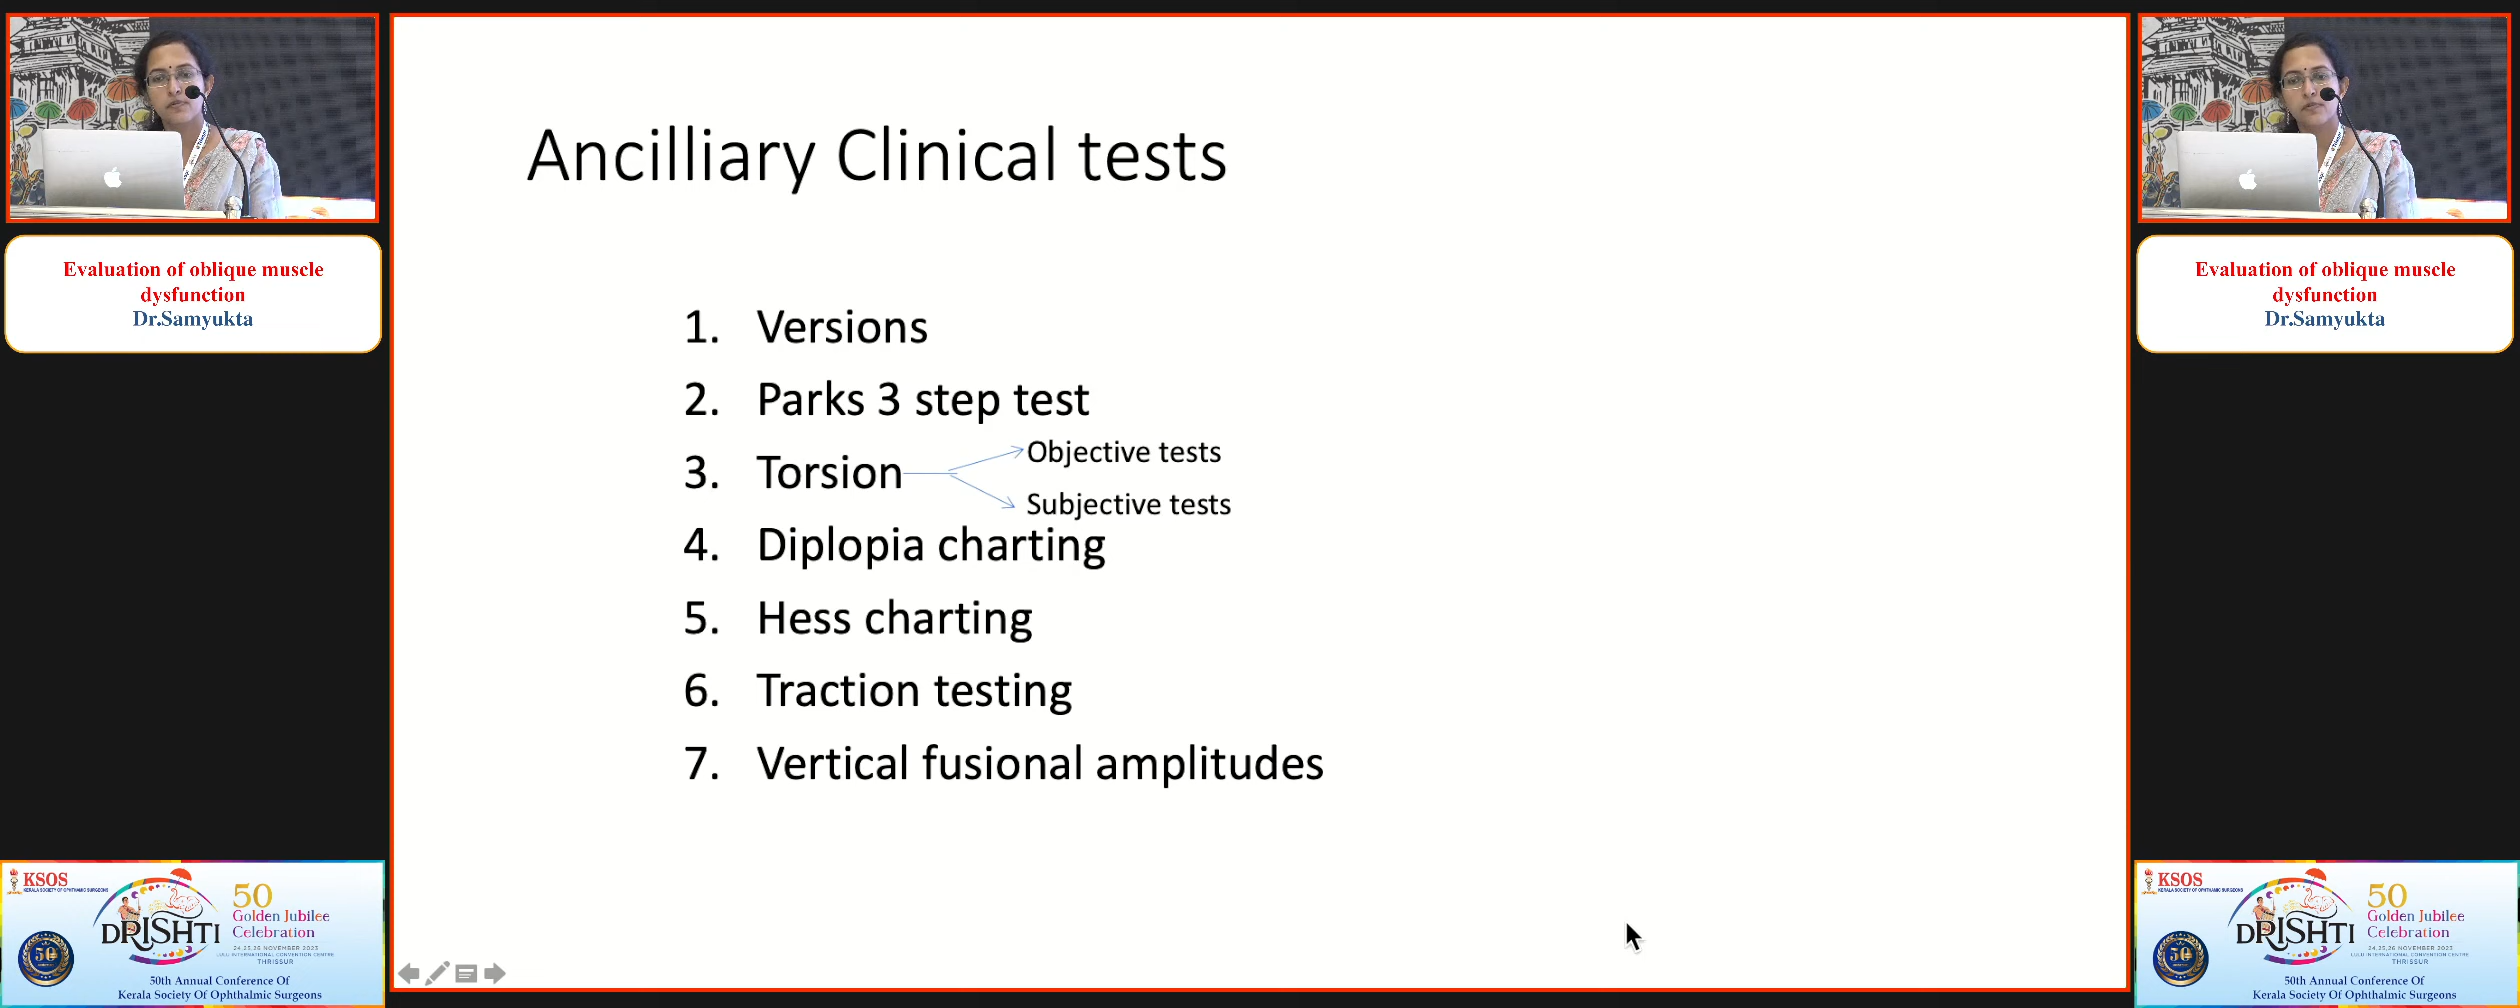 Evaluation of oblique muscle
dysfunction
Dr.Samyukta
KSOS
KERALA SOCIETY OF OPHTHALMIC SURGEONS
DRISHTI
50
Golden Jubilee
Celebration
24,25,26 NOVEMBER 2023
LULU INTERNATIONAL CONVENTION CENTRE
THRISSUR
50
50th Annual Conference Of
Kerala Society Of Ophthalmic Surgeons
Ancilliary Clinical tests
1. Versions
2. Parks 3 step test
3. Torsion
Objective tests
Subjective tests
4. Diplopia charting
5. Hess charting
6. Traction testing
7. Vertical fusional amplitudes
Evaluation of oblique muscle
dysfunction
Dr.Samyukta
KSOS
KERALA SOCIETY OF OPHTHALMIC SURGEONS
DRISHTI
50
Golden Jubilee
Celebration
24,25,26 NOVEMBER 2023
LULU INTERNATIONAL CONVENTION CENTRE
THRISSUR
50
50th Annual Conference Of
Kerala Society Of Ophthalmic Surgeons